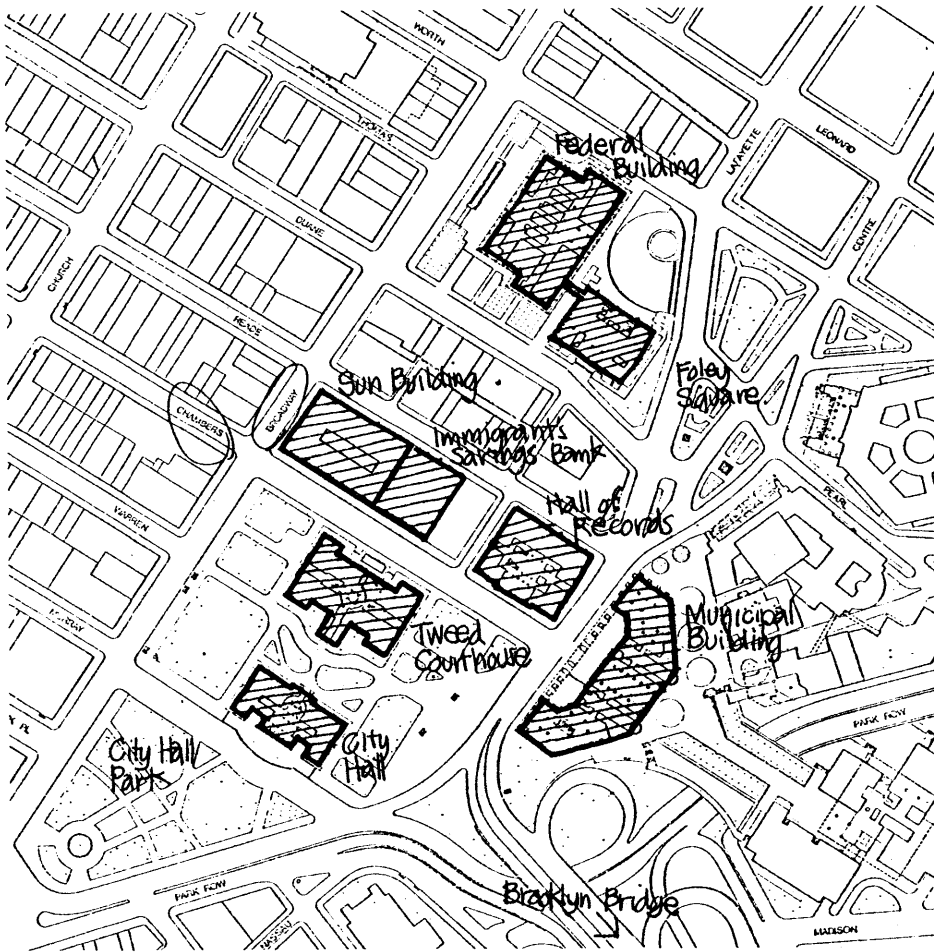 WORTH
THOMAS
LAFAYETTE
LEONARD
Federal
Building
DUANE
CENTRE
CHURCH
READE
Foley
Square
Sun Building
CHAMBERS
BROADWAY
Immigrants
Savings Bank
PEARL
Hall of
Records
WARREN
Municipal
Building
Tweed
Courthouse
PARK ROW
City Hall
Park
City
Hall
PARK ROW
NASSAU
Brooklyn Bridge
MADISON